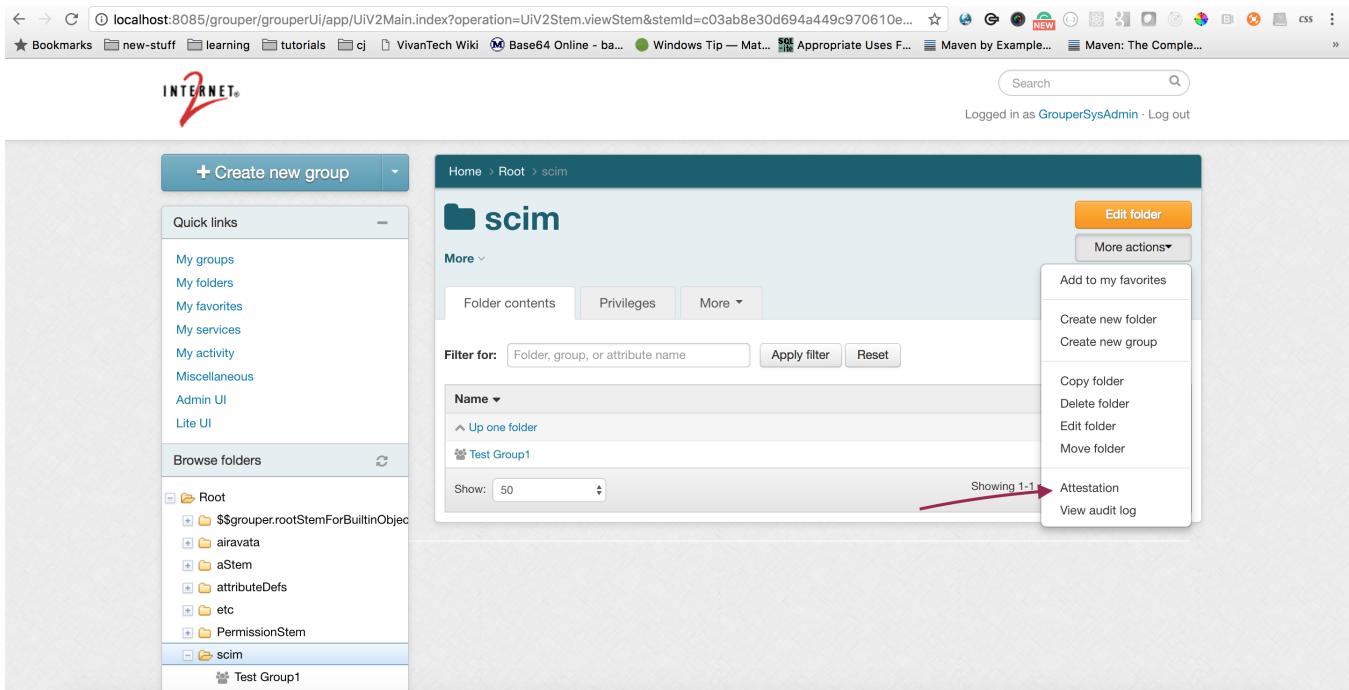 localhost:8085/grouper/grouperUi/app/UiV2Main.index?operation=UiV2Stem.viewStem&stemId=c03ab8e30d694a449c970610e...
NEW
css
Bookmarks new-stuff learning tutorials cj VivanTech Wiki Base64 Online - ba... Windows Tip — Mat... Appropriate Uses F... Maven by Example... Maven: The Comple... »
INTERNET 2®
Search
Logged in as GrouperSysAdmin · Log out
+ Create new group
Quick links
My groups
My folders
My favorites
My services
My activity
Miscellaneous
Admin UI
Lite UI
Browse folders
Root
$$grouper.rootStemForBuiltinObjec
airavata
aStem
attributeDefs
etc
PermissionStem
scim
Test Group1
Home > Root > scim
scim
Edit folder
More actions
More
Folder contents Privileges More
Filter for: Folder, group, or attribute name Apply filter Reset
Name
Up one folder
Test Group1
Show: 50 Showing 1-1
Add to my favorites
Create new folder
Create new group
Copy folder
Delete folder
Edit folder
Move folder
Attestation
View audit log